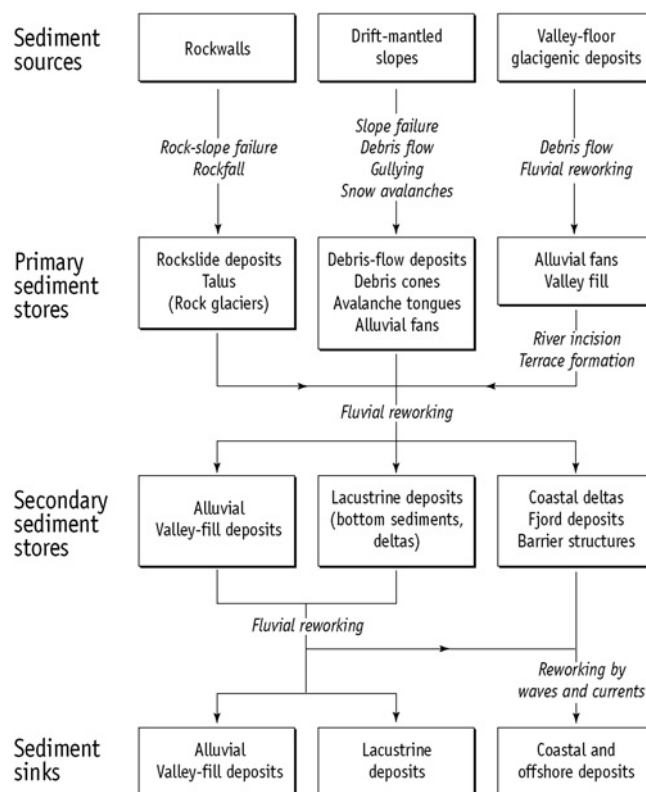 Sediment
sources
Rockwalls
Drift-mantled
slopes
Valley-floor
glacigenic deposits
Rock-slope failure
Rockfall
Slope failure
Debris flow
Gullying
Snow avalanches
Debris flow
Fluvial reworking
Primary
sediment
stores
Rockslide deposits
Talus
(Rock glaciers)
Debris-flow deposits
Debris cones
Avalanche tongues
Alluvial fans
Alluvial fans
Valley fill
River incision
Terrace formation
Fluvial reworking
Secondary
sediment
stores
Alluvial
Valley-fill deposits
Lacustrine deposits
(bottom sediments,
deltas)
Coastal deltas
Fjord deposits
Barrier structures
Fluvial reworking
Reworking by
waves and currents
Sediment
sinks
Alluvial
Valley-fill deposits
Lacustrine
deposits
Coastal and
offshore deposits